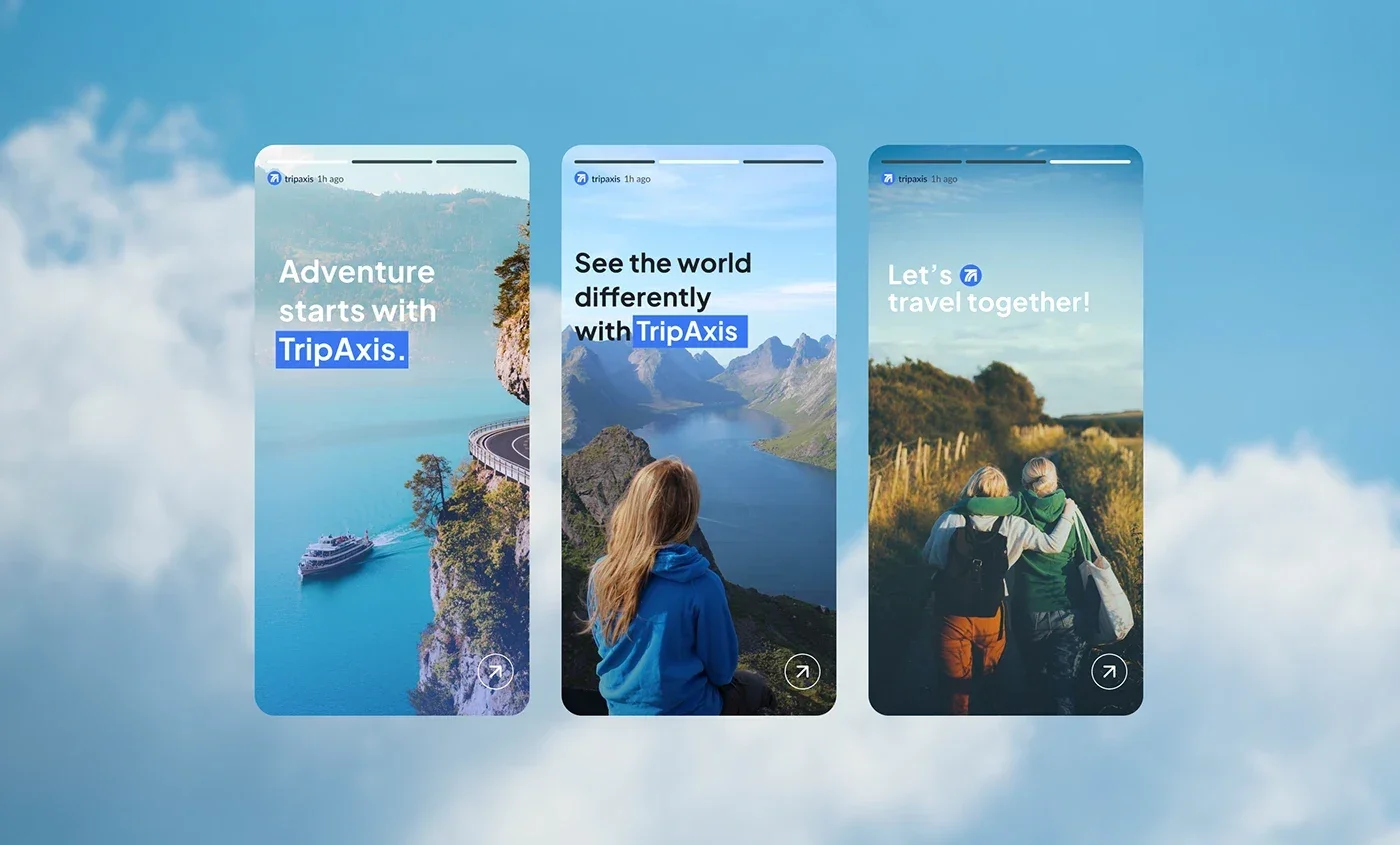 tripaxis 1h ago
Adventure
starts with
TripAxis.
tripaxis 1h ago
See the world
differently
with TripAxis
tripaxis 1h ago
Let’s
travel together!